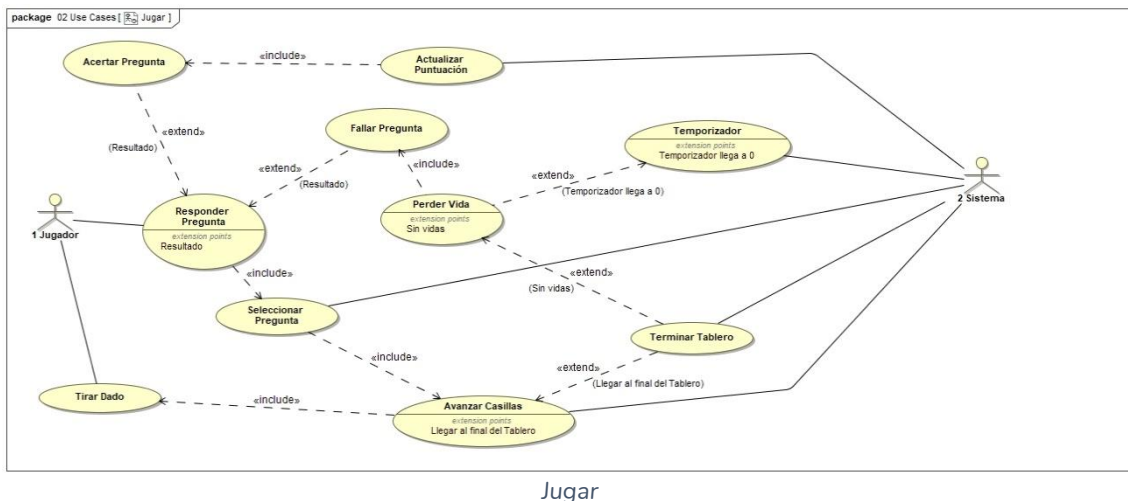 package 02 Use Cases [ Jugar ]
Acertar Pregunta
«include»
Actualizar
Puntuación
«extend»
(Resultado)
Fallar Pregunta
«extend»
(Resultado)
«include»
Temporizador
extension points
Temporizador llega a 0
«extend»
(Temporizador llega a 0)
Perder Vida
extension points
Sin vidas
Responder
Pregunta
extension points
Resultado
1 Jugador
2 Sistema
«include»
«extend»
(Sin vidas)
Seleccionar
Pregunta
«include»
Terminar Tablero
«extend»
(Llegar al final del Tablero)
Tirar Dado
«include»
Avanzar Casillas
extension points
Llegar al final del Tablero
Jugar